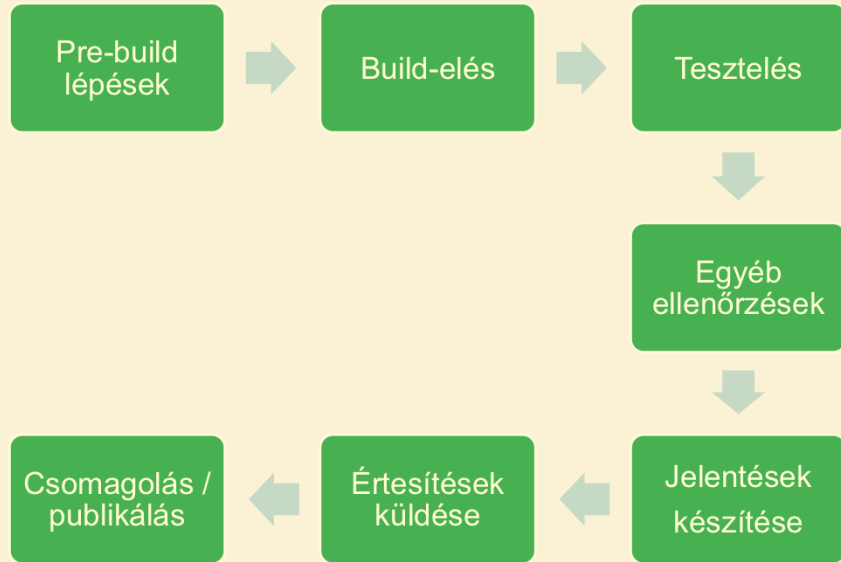 Pre-build
lépések
Build-elés
Tesztelés
Egyéb
ellenőrzések
Jelentések
készítése
Értesítések
küldése
Csomagolás /
publikálás